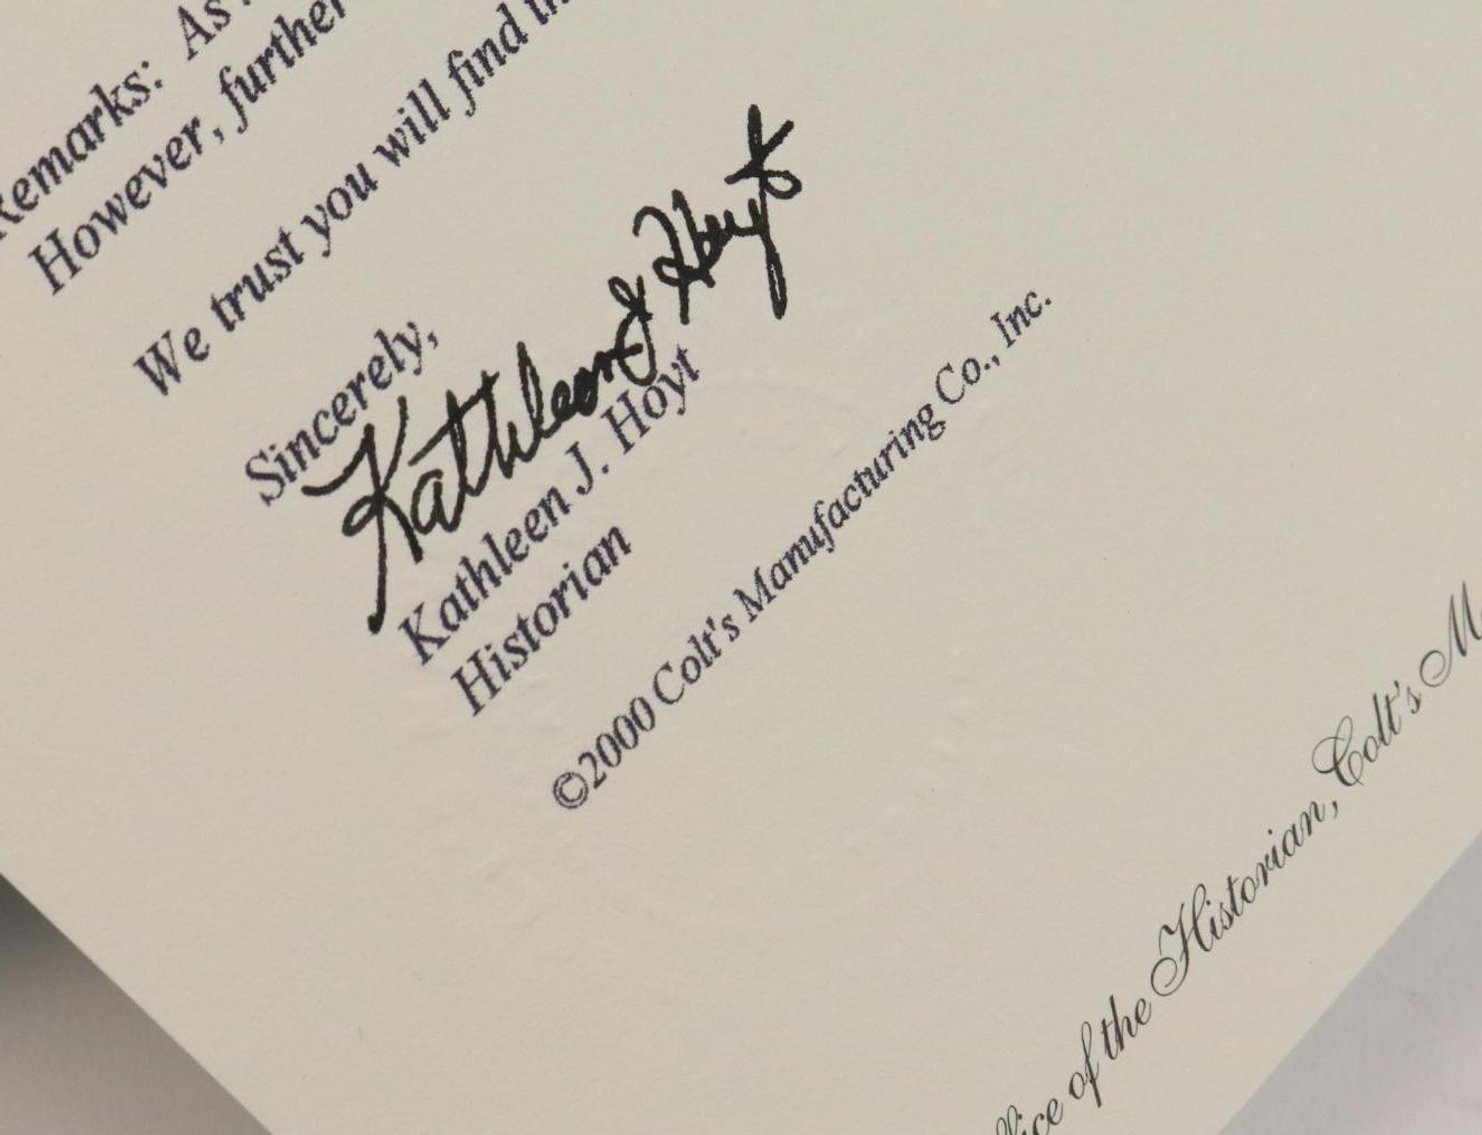 Remarks: As
However, further
We trust you will find
Sincerely,
Kathleen J Hoyt
Kathleen J. Hoyt
Historian
©2000 Colt's Manufacturing Co., Inc.
of the Historian, Colt's M